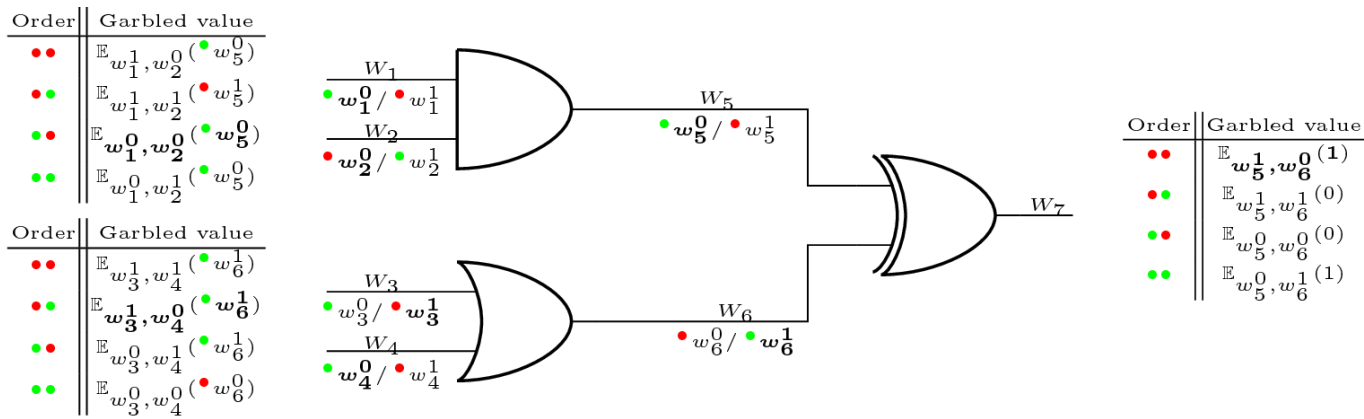 Order Garbled value
𝔼_{w_1^1,w_2^0}(w_5^0)
𝔼_{w_1^1,w_2^1}(w_5^1)
𝔼_{w_1^0,w_2^0}(w_5^0)
𝔼_{w_1^0,w_2^1}(w_5^0)
Order Garbled value
𝔼_{w_3^1,w_4^1}(w_6^1)
𝔼_{w_3^1,w_4^0}(w_6^1)
𝔼_{w_3^0,w_4^1}(w_6^1)
𝔼_{w_3^0,w_4^0}(w_6^0)
W_1
w_1^0/ w_1^1
W_2
w_2^0/ w_2^1
W_3
w_3^0/ w_3^1
W_4
w_4^0/ w_4^1
W_5
w_5^0/ w_5^1
W_6
w_6^0/ w_6^1
W_7
Order Garbled value
𝔼_{w_5^1,w_6^0}(1)
𝔼_{w_5^1,w_6^1}(0)
𝔼_{w_5^0,w_6^0}(0)
𝔼_{w_5^0,w_6^1}(1)